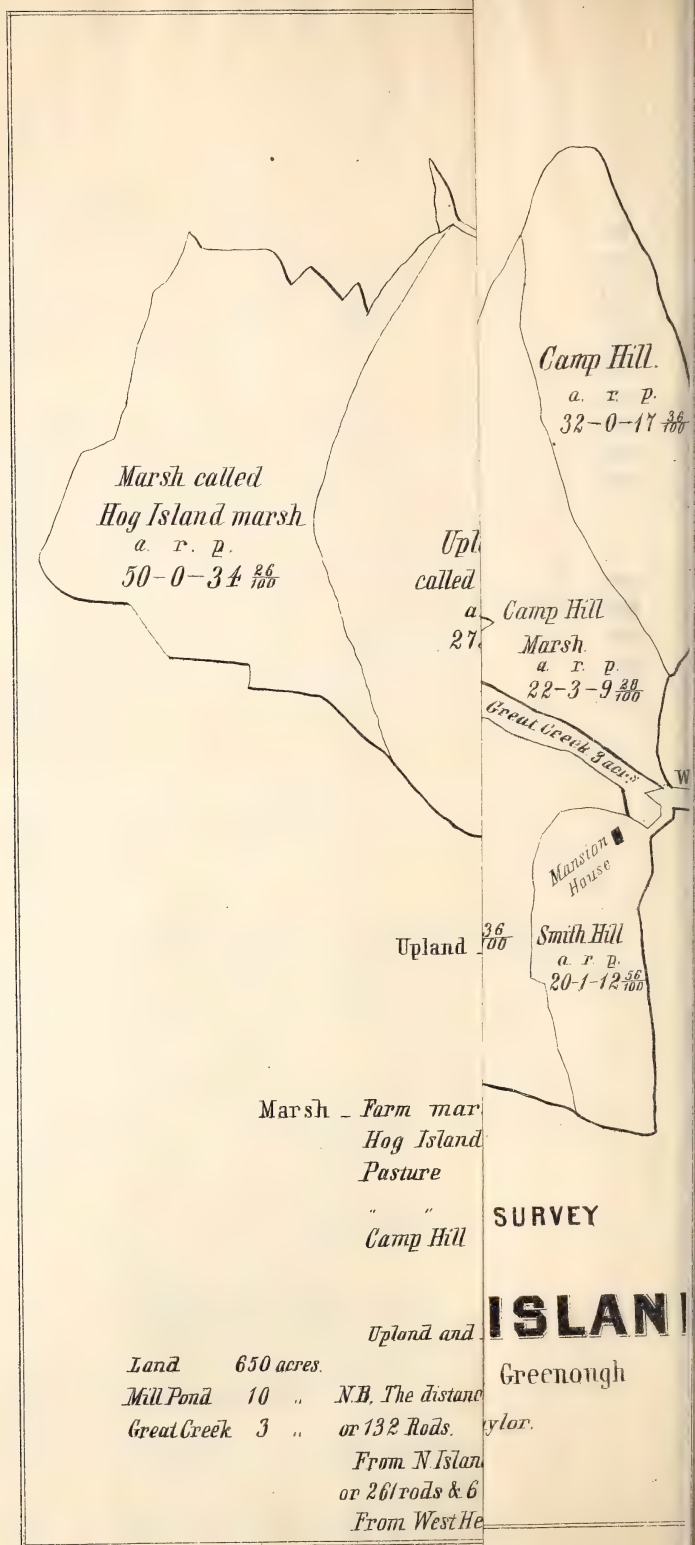 Camp Hill.
a. r. p.
32-0-17 36/100
Marsh called
Hog Island marsh
a. r. p.
50-0-34 26/100
Upl
called
a
27
Camp Hill
Marsh.
a. r. p.
22-3-9 28/100
Great Creek 3 acrs
W
Mansion
House
Smith Hill
a. r. p.
20-1-12 56/100
Upland
36/100
Marsh - Farm mar
Hog Island
Pasture
" "
Camp Hill
SURVEY
ISLAN
Greenough
ylor.
Upland and
Land 650 acres.
Mill Pond 10 "
Great Creek 3 "
N.B. The distanc
or 132 Rods.
From N. Islan
or 261 rods & 6
From West He